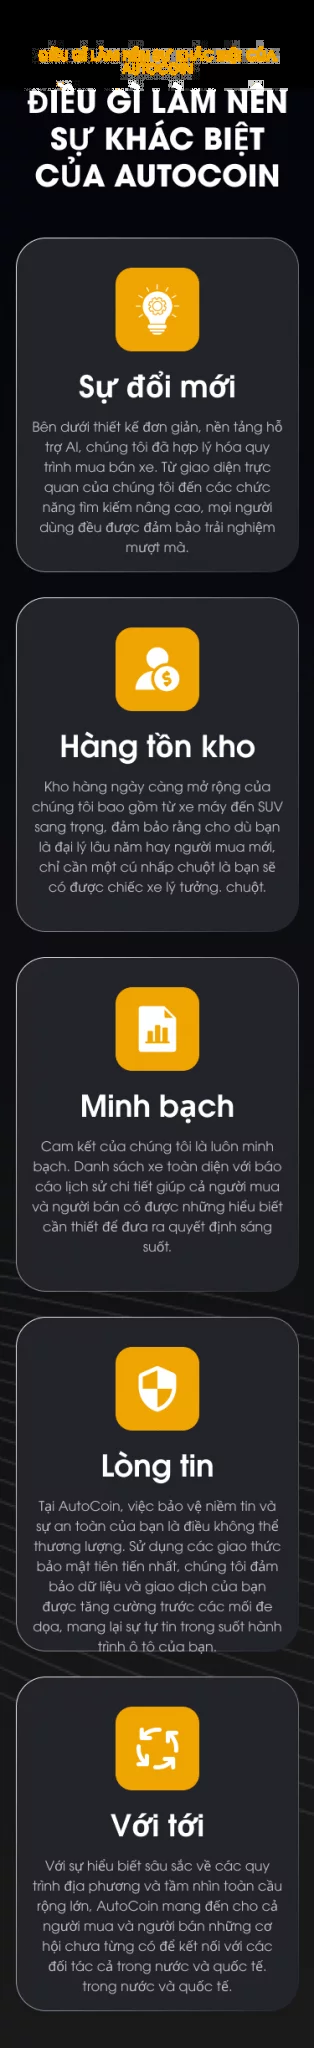 ĐIỀU GÌ LÀM NÊN SỰ KHÁC BIỆT CỦA
AUTOCOIN
ĐIỀU GÌ LÀM NÊN
SỰ KHÁC BIỆT
CỦA AUTOCOIN
Sự đổi mới
Bên dưới thiết kế đơn giản, nền tảng hỗ
trợ AI, chúng tôi đã hợp lý hóa quy
trình mua bán xe. Từ giao diện trực
quan của chúng tôi đến các chức
năng tìm kiếm nâng cao, mọi người
dùng đều được đảm bảo trải nghiệm
mượt mà.
Hàng tồn kho
Kho hàng ngày càng mở rộng của
chúng tôi bao gồm từ xe máy đến SUV
sang trọng, đảm bảo rằng cho dù bạn
là đại lý lâu năm hay người mua mới,
chỉ cần một cú nhấp chuột là bạn sẽ
có được chiếc xe lý tưởng. chuột.
Minh bạch
Cam kết của chúng tôi là luôn minh
bạch. Danh sách xe toàn diện với báo
cáo lịch sử chi tiết giúp cả người mua
và người bán có được những hiểu biết
cần thiết để đưa ra quyết định sáng
suốt.
Lòng tin
Tại AutoCoin, việc bảo vệ niềm tin và
sự an toàn của bạn là điều không thể
thương lượng. Sử dụng các giao thức
bảo mật tiên tiến nhất, chúng tôi đảm
bảo dữ liệu và giao dịch của bạn
được tăng cường trước các mối đe
dọa, mang lại sự tự tin trong suốt hành
trình ô tô của bạn.
Với tới
Với sự hiểu biết sâu sắc về các quy
trình địa phương và tầm nhìn toàn cầu
rộng lớn, AutoCoin mang đến cho cả
người mua và người bán những cơ
hội chưa từng có để kết nối với các
đối tác cả trong nước và quốc tế.
trong nước và quốc tế.